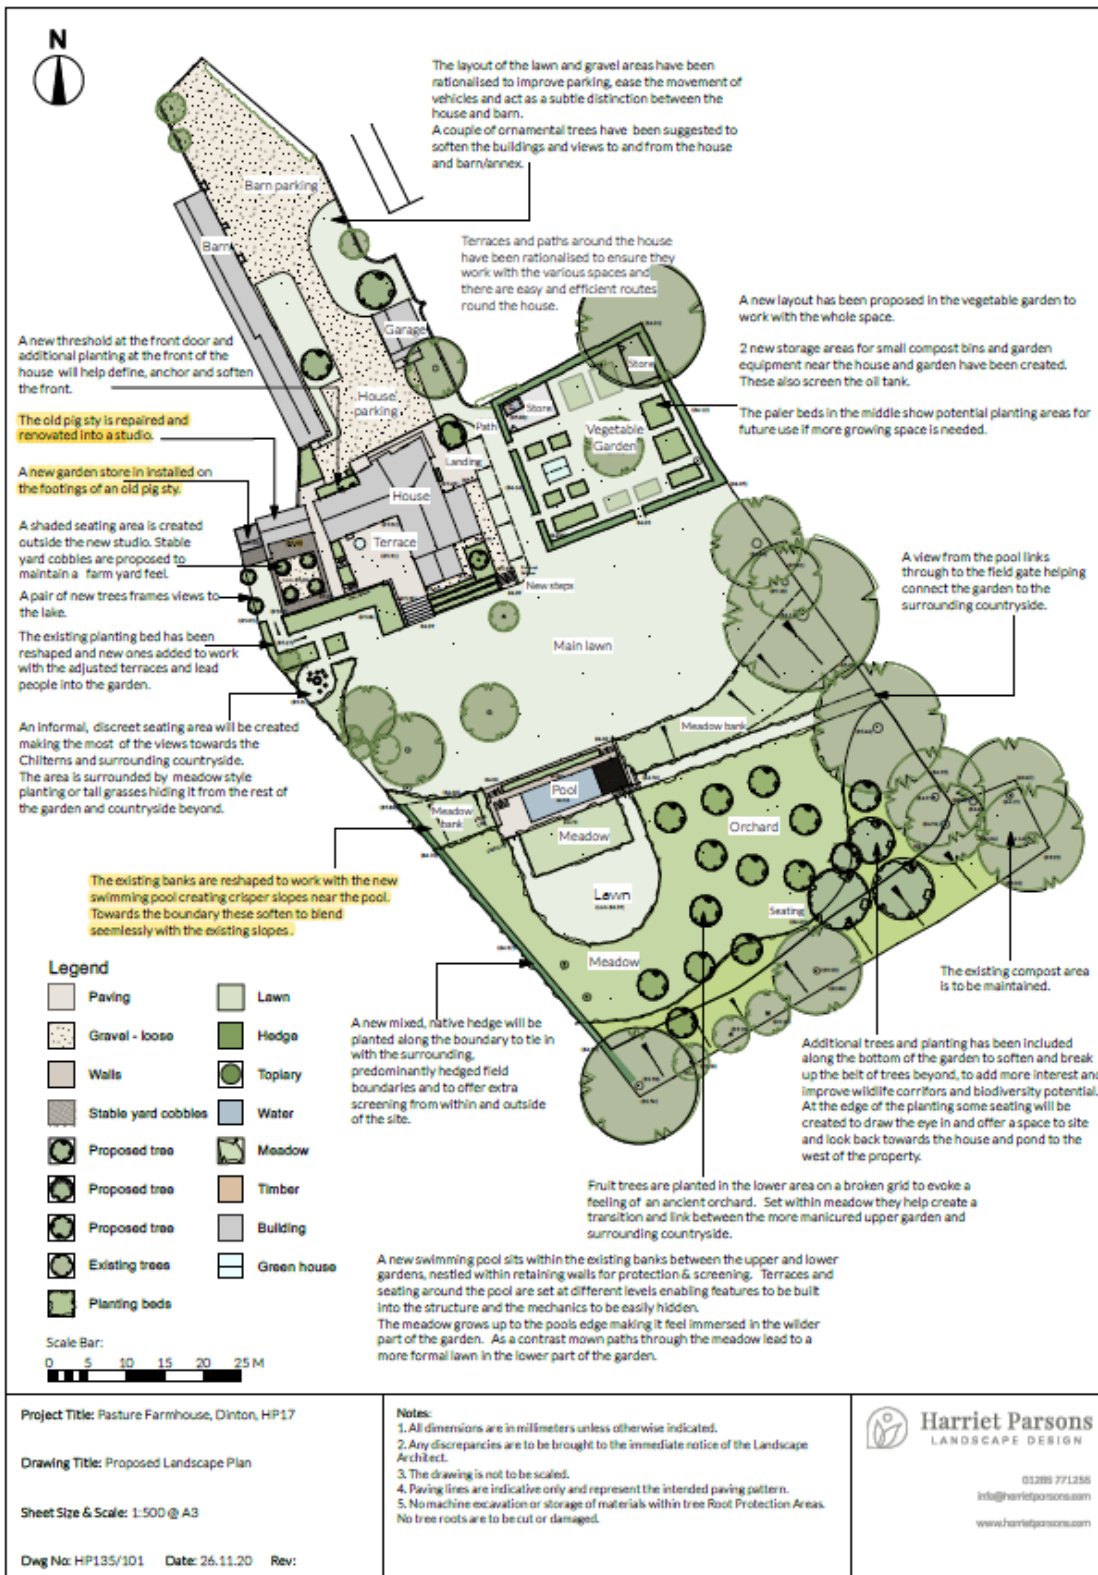 N
The layout of the lawn and gravel areas have been
rationalised to improve parking, ease the movement of
vehicles and act as a subtle distinction between the
house and barn.
A couple of ornamental trees have been suggested to
soften the buildings and views to and from the house
and barn/annex.
Barn parking
Barn
Terraces and paths around the house
have been rationalised to ensure they
work with the various spaces and
there are easy and efficient routes
round the house.
Garage
A new layout has been proposed in the vegetable garden to
work with the whole space.
2 new storage areas for small compost bins and garden
equipment near the house and garden have been created.
These also screen the oil tank.
The paler beds in the middle show potential planting areas for
future use if more growing space is needed.
A new threshold at the front door and
additional planting at the front of the
house will help define, anchor and soften
the front.
The old pig sty is repaired and
renovated into a studio.
A new garden store in installed on
the footings of an old pig sty.
A shaded seating area is created
outside the new studio. Stable
yard cobbles are proposed to
maintain a farm yard feel.
A pair of new trees frames views to
the lake.
The existing planting bed has been
reshaped and new ones added to work
with the adjusted terraces and lead
people into the garden.
An informal, discreet seating area will be created
making the most of the views towards the
Chilterns and surrounding countryside.
The area is surrounded by meadow style
planting or tall grasses hiding it from the rest of
the garden and countryside beyond.
The existing banks are reshaped to work with the new
swimming pool creating crisper slopes near the pool.
Towards the boundary these soften to blend
seemlessly with the existing slopes.
House
parking
Store
Store
Path
Vegetable
Garden
Landing
House
Terrace
New steps
Main lawn
A view from the pool links
through to the field gate helping
connect the garden to the
surrounding countryside.
Meadow bank
Pool
Meadow
bank
Meadow
Orchard
Lawn
Seating
Meadow
The existing compost area
is to be maintained.
A new mixed, native hedge will be
planted along the boundary to tie in
with the surrounding,
predominantly hedged field
boundaries and to offer extra
screening from within and outside
of the site.
Additional trees and planting has been included
along the bottom of the garden to soften and break
up the belt of trees beyond, to add more interest and
improve wildlife corrifors and biodiversity potential.
At the edge of the planting some seating will be
created to draw the eye in and offer a space to site
and look back towards the house and pond to the
west of the property.
Fruit trees are planted in the lower area on a broken grid to evoke a
feeling of an ancient orchard. Set within meadow they help create a
transition and link between the more manicured upper garden and
surrounding countryside.
A new swimming pool sits within the existing banks between the upper and lower
gardens, nestled within retaining walls for protection & screening. Terraces and
seating around the pool are set at different levels enabling features to be built
into the structure and the mechanics to be easily hidden.
The meadow grows up to the pools edge making it feel immersed in the wilder
part of the garden. As a contrast mown paths through the meadow lead to a
more formal lawn in the lower part of the garden.
Legend
Paving
Gravel - loose
Walls
Stable yard cobbles
Proposed tree
Proposed tree
Proposed tree
Existing trees
Planting beds
Lawn
Hedge
Topiary
Water
Meadow
Timber
Building
Green house
Scale Bar:
0 5 10 15 20 25 M
Project Title: Pasture Farmhouse, Dinton, HP17
Drawing Title: Proposed Landscape Plan
Sheet Size & Scale: 1:500 @ A3
Dwg No: HP135/101 Date: 26.11.20 Rev:
Notes:
1. All dimensions are in millimeters unless otherwise indicated.
2. Any discrepancies are to be brought to the immediate notice of the Landscape
Architect.
3. The drawing is not to be scaled.
4. Paving lines are indicative only and represent the intended paving pattern.
5. No machine excavation or storage of materials within tree Root Protection Areas.
No tree roots are to be cut or damaged.
Harriet Parsons
LANDSCAPE DESIGN
01285 771255
info@harrietparsons.com
www.harrietparsons.com